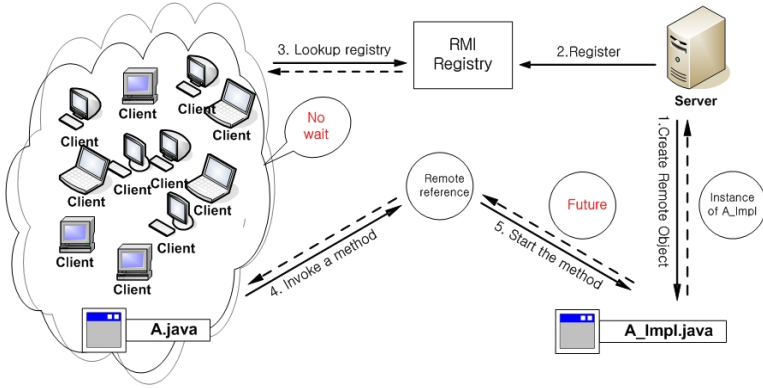 3. Lookup registry
RMI
Registry
2.Register
Server
Client
Client
Client
Client
No
wait
Client
Client
Client
Client
Client
Client
Client
Remote
reference
Future
1.Create Remote Object
Instance
of A_Impl
4. Invoke a method
5. Start the method
A.java
A_Impl.java